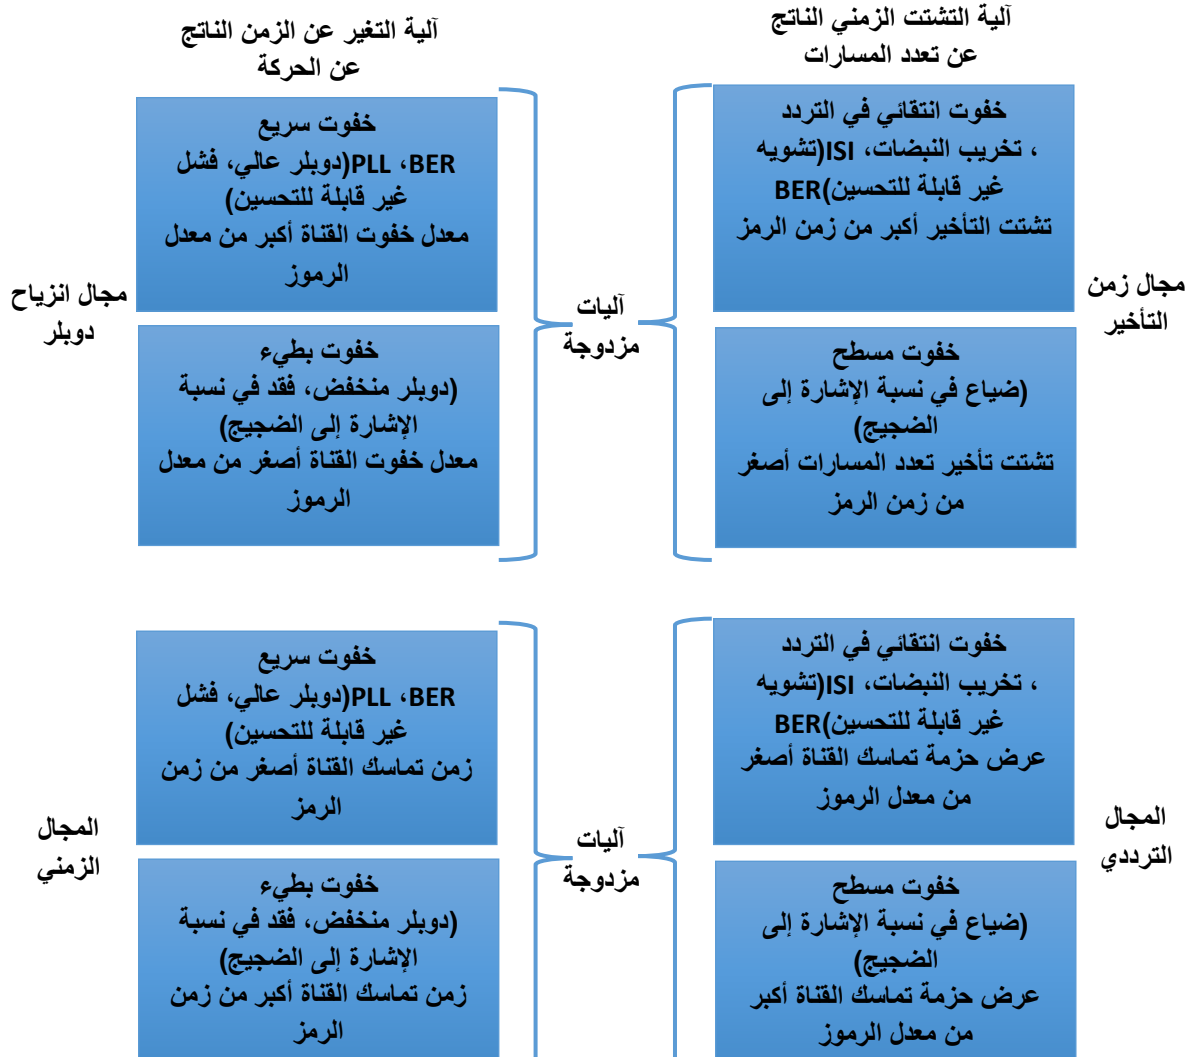 آلية التشتت الزمني الناتج
عن تعدد المسارات
آلية التغير عن الزمن الناتج
عن الحركة
خفوت انتقائي في التردد
، تخريب النبضات، ISI(تشويه
غير قابلة للتحسين)BER
تشتت التأخير أكبر من زمن الرمز
خفوت سريع
PLL ،BER(دوبلر عالي، فشل
غير قابلة للتحسين)
معدل خفوت القناة أكبر من معدل
الرموز
مجال زمن
التأخير
آليات
مزدوجة
مجال انزياح
دوبلر
خفوت مسطح
(ضياع في نسبة الإشارة إلى
الضجيج)
تشتت تأخير تعدد المسارات أصغر
من زمن الرمز
خفوت بطيء
(دوبلر منخفض، فقد في نسبة
الإشارة إلى الضجيج)
معدل خفوت القناة أصغر من معدل
الرموز
خفوت انتقائي في التردد
، تخريب النبضات، ISI(تشويه
غير قابلة للتحسين)BER
عرض حزمة تماسك القناة أصغر
من معدل الرموز
خفوت سريع
PLL ،BER(دوبلر عالي، فشل
غير قابلة للتحسين)
زمن تماسك القناة أصغر من زمن
الرمز
المجال
الترددي
آليات
مزدوجة
المجال
الزمني
خفوت مسطح
(ضياع في نسبة الإشارة إلى
الضجيج)
عرض حزمة تماسك القناة أكبر
من معدل الرموز
خفوت بطيء
(دوبلر منخفض، فقد في نسبة
الإشارة إلى الضجيج)
زمن تماسك القناة أكبر من زمن
الرمز